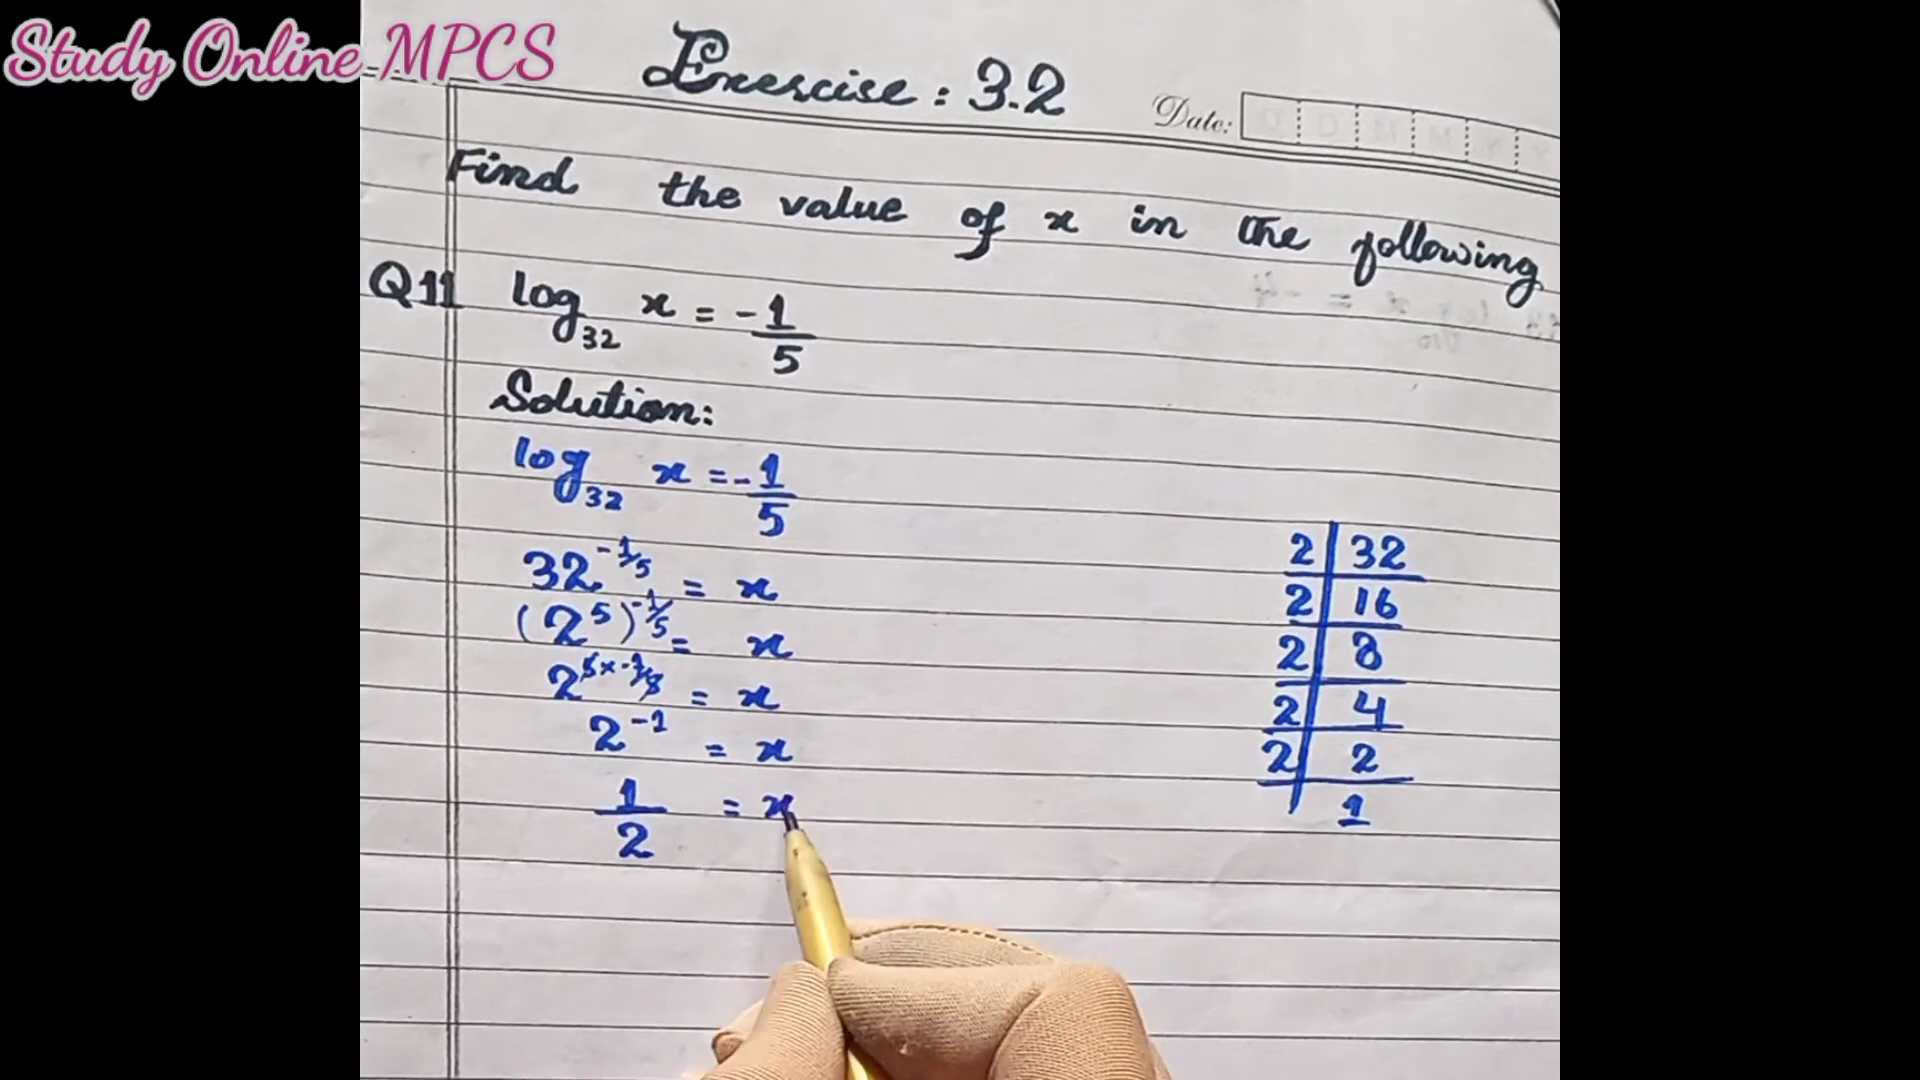 Study Online MPCS
Exercise: 3.2
Date:
Find the value of x in the following
Q11 log₃₂ x = -1/5
Solution:
log₃₂ x = -1/5
32^-1/5 = x
(2^5)^-1/5 = x
2^5x-1/5 = x
2^-1 = x
1/2 = x
2 | 32
2 | 16
2 | 8
2 | 4
2 | 2
1